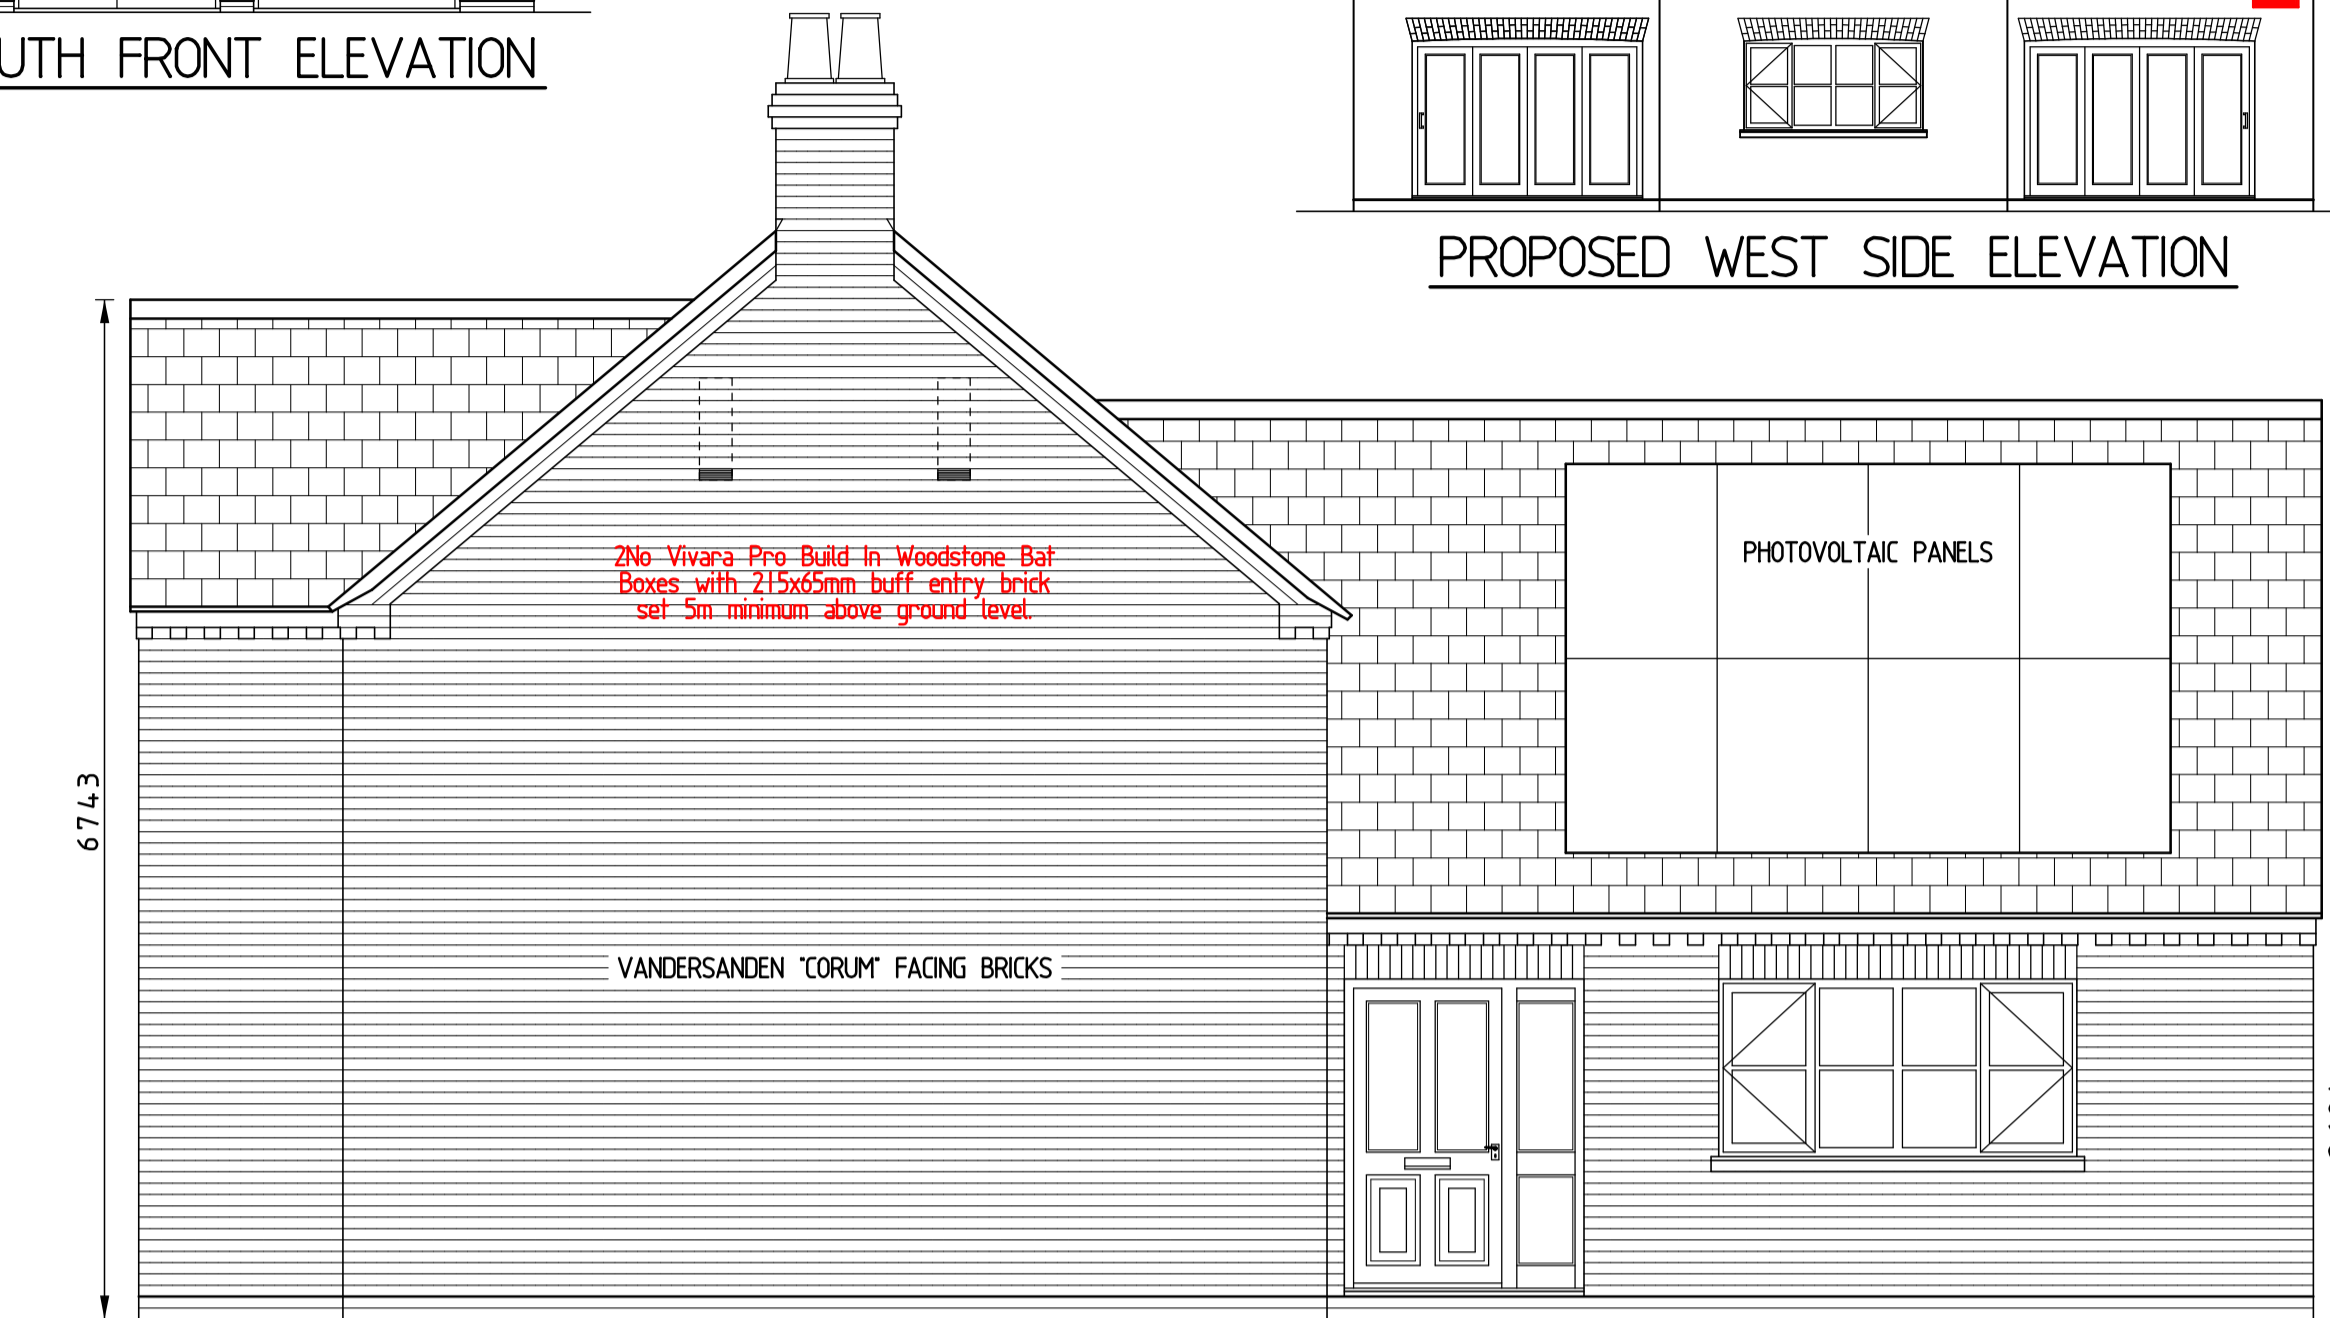 UTH FRONT ELEVATION
PROPOSED WEST SIDE ELEVATION
2No Vivara Pro Build In Woodstone Bat
Boxes with 215x65mm buff entry brick
set 5m minimum above ground level.
PHOTOVOLTAIC PANELS
6743
VANDERSANDEN "CORUM" FACING BRICKS